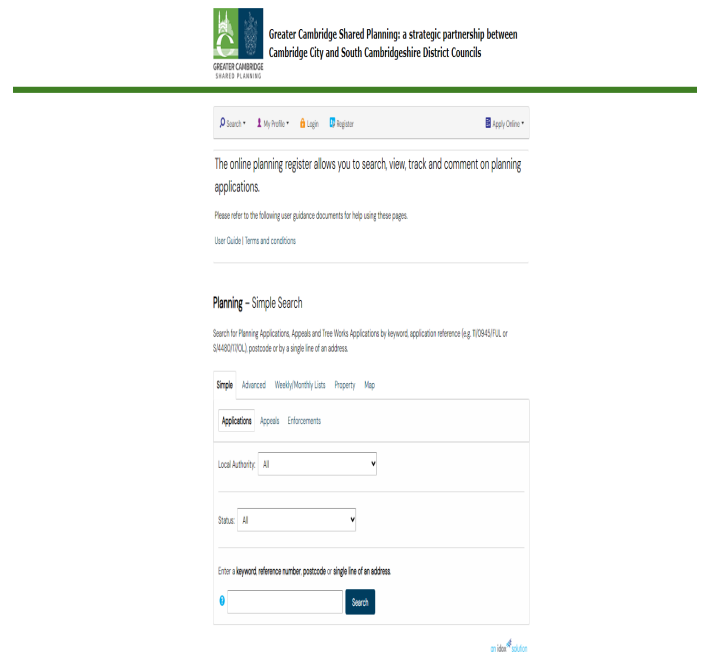 GREATER CAMBRIDGE
SHARED PLANNING
Greater Cambridge Shared Planning: a strategic partnership between
Cambridge City and South Cambridgeshire District Councils
Search My Profile Login Register Apply Online
The online planning register allows you to search, view, track and comment on planning
applications.
Please refer to the following user guidance documents for help using these pages.
User Guide | Terms and conditions
Planning – Simple Search
Search for Planning Applications, Appeals and Tree Works Applications by keyword, application reference (e.g. 11/0945/FUL or
S/4480/17/OL), postcode or by a single line of an address.
Simple Advanced Weekly/Monthly Lists Property Map
Applications Appeals Enforcements
Local Authority: All
Status: All
Enter a keyword, reference number, postcode or single line of an address.
? Search
an idox solution